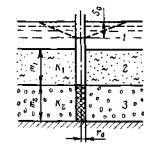 S₀
1
m₁ K₁ 2
m₂ K₂ 3
r₀